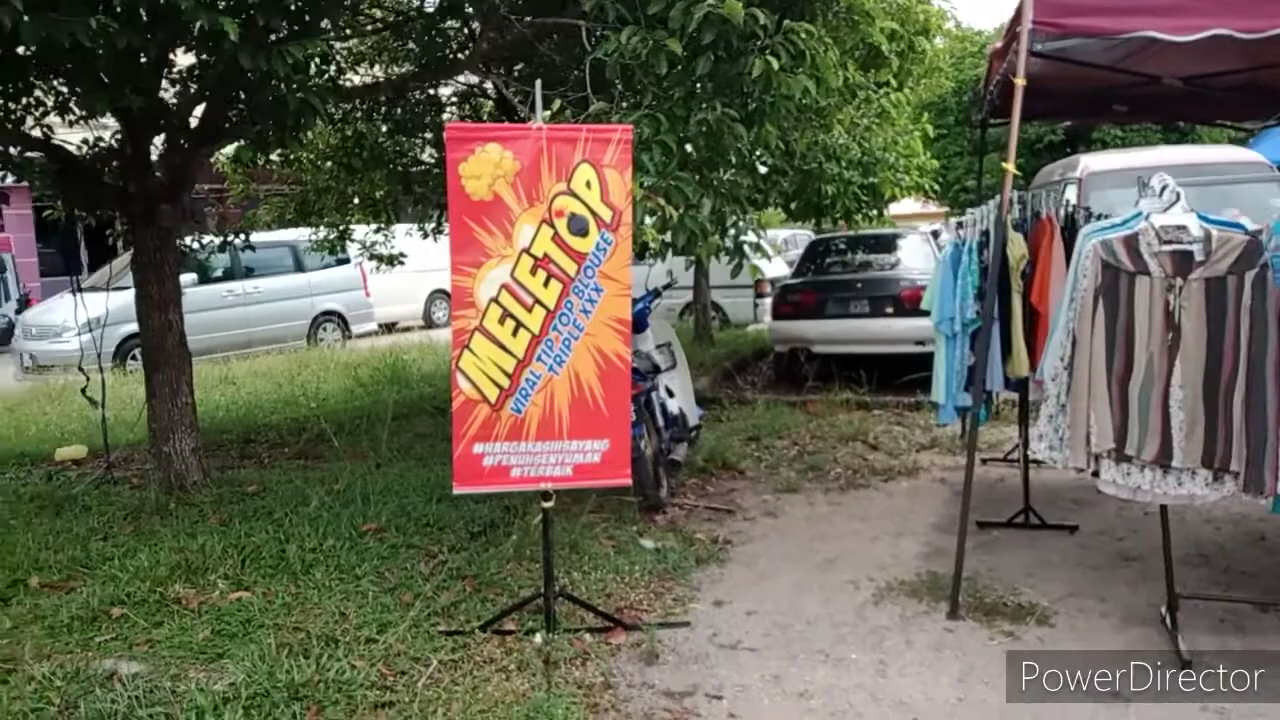 MELETOP
VIRAL TIP TOP BLOUSE
TRIPLE XXX
#HARGAKASIHSAYANG
#PENUHSENYUMAN
#TERBAIK
PowerDirector